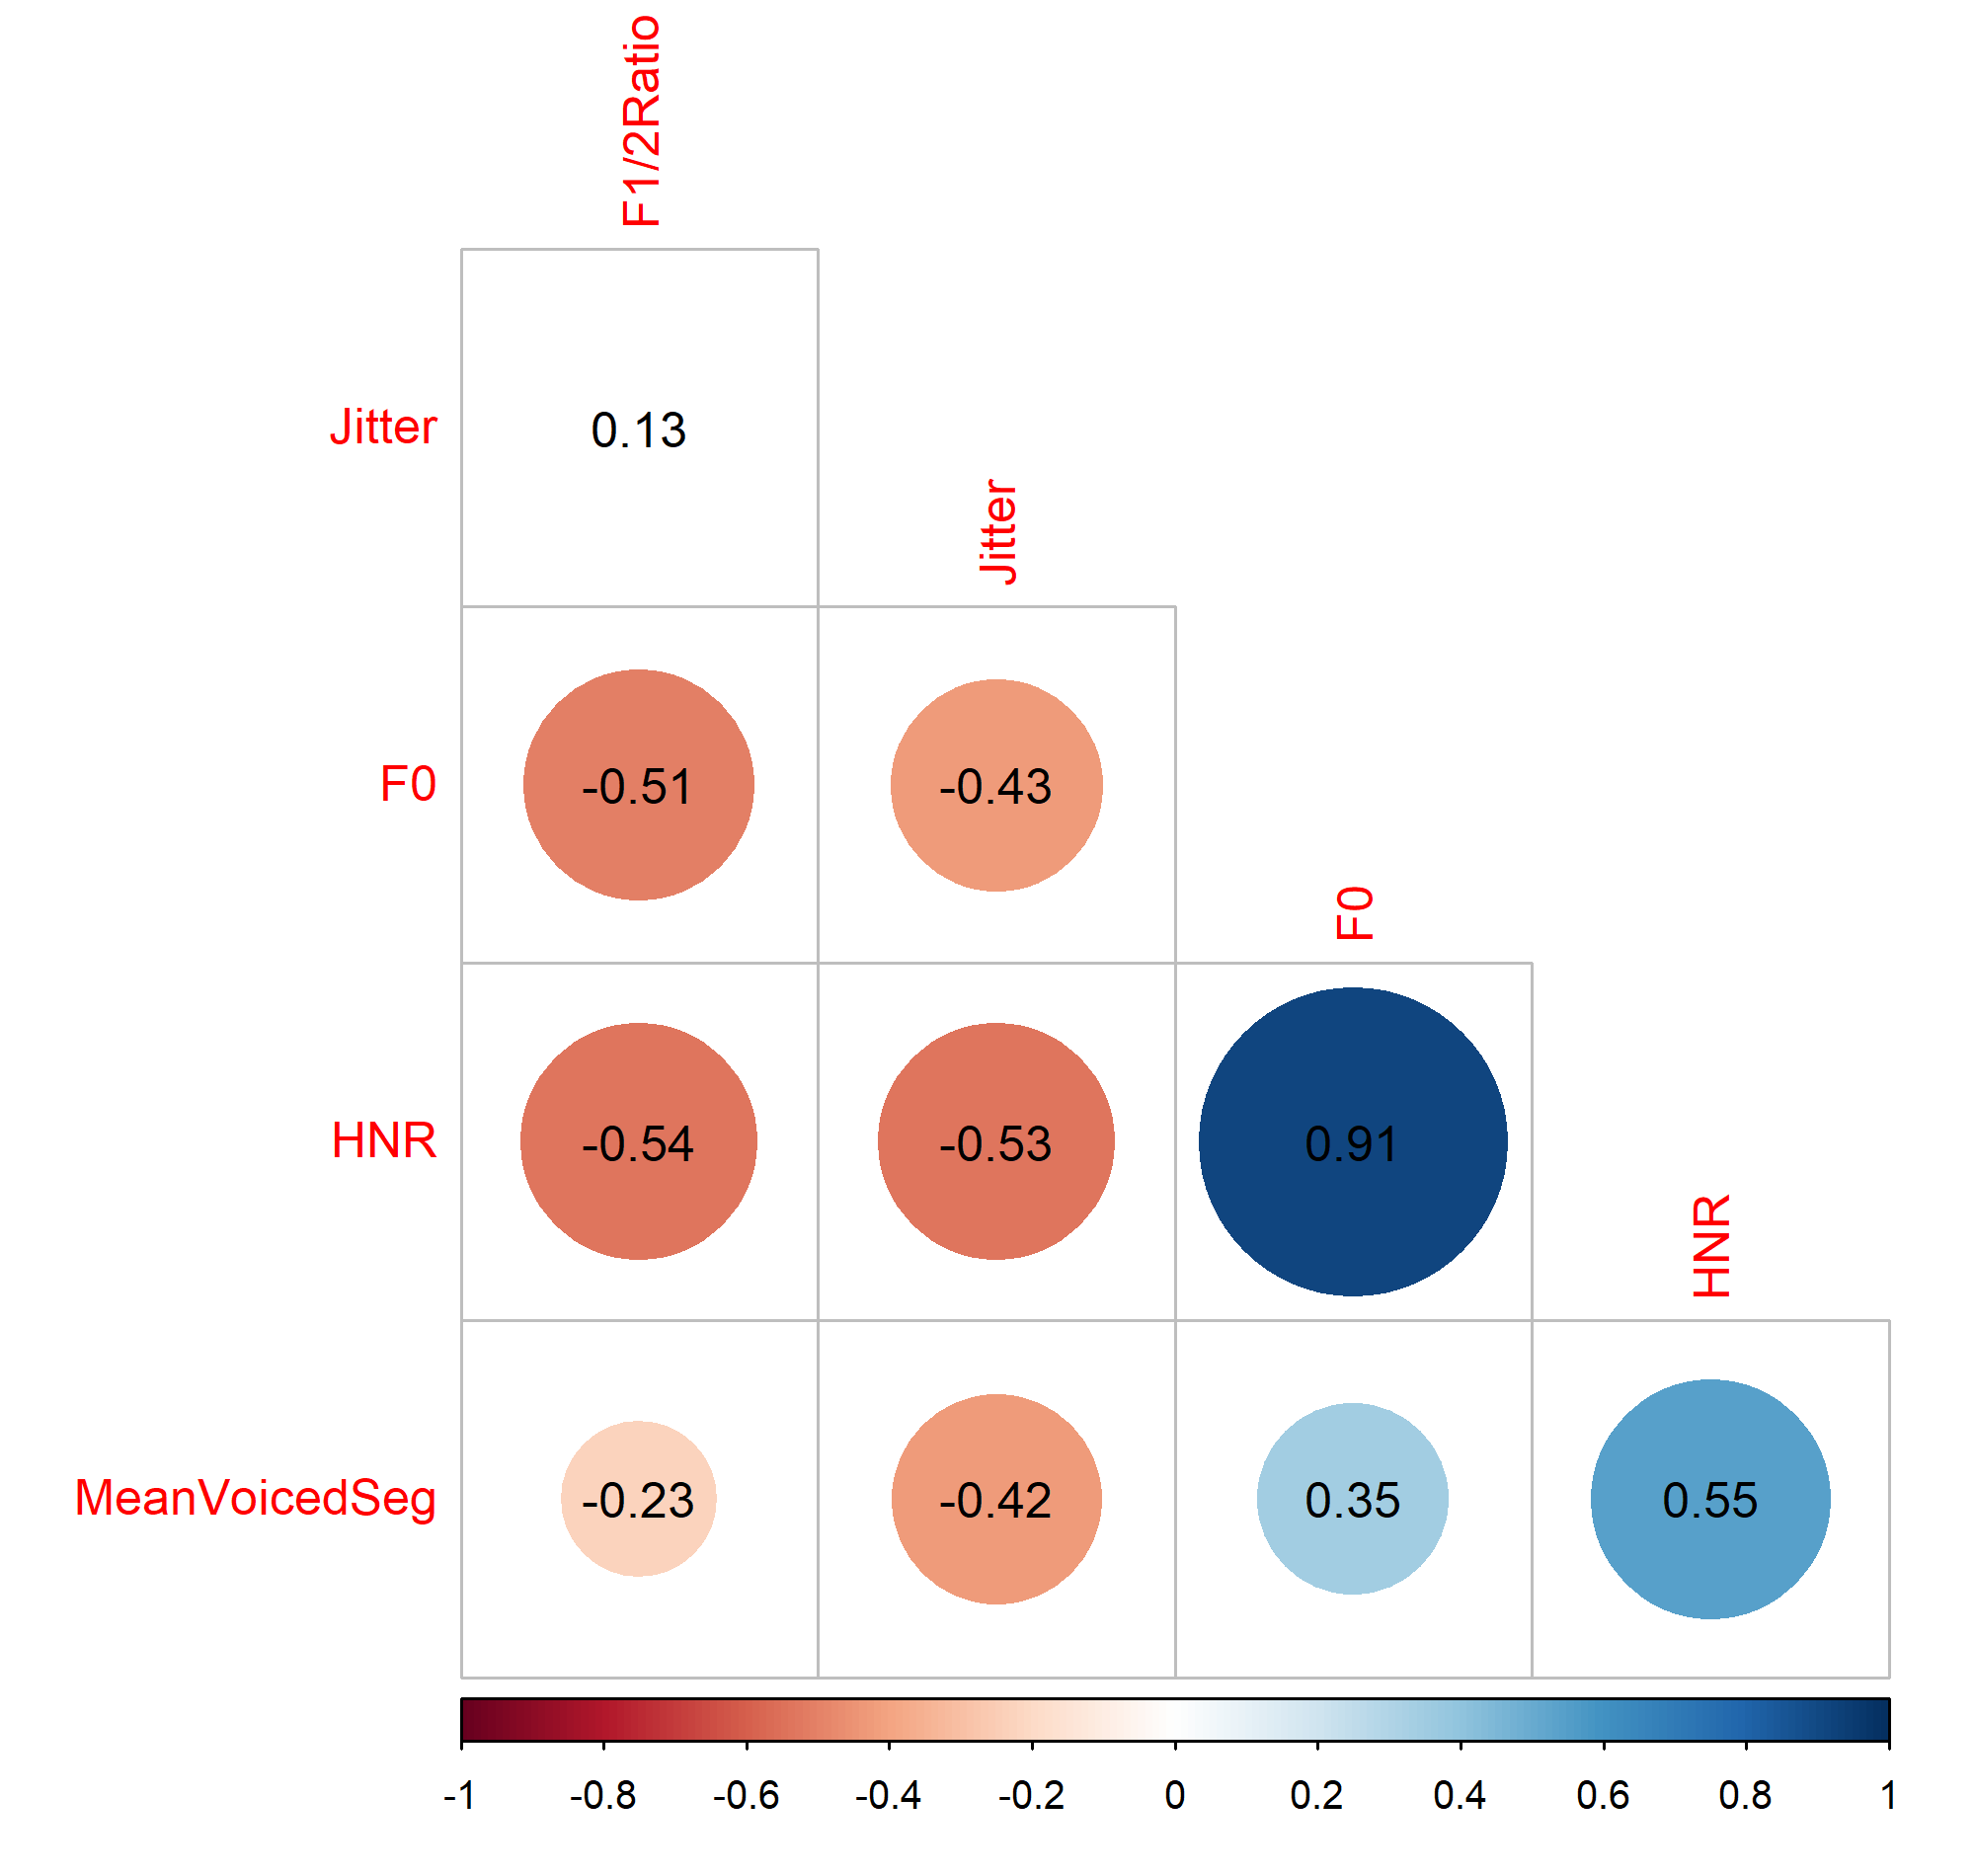 F1/2Ratio
Jitter 0.13
Jitter
F0 -0.51 -0.43
F0
HNR -0.54 -0.53 0.91
HNR
MeanVoicedSeg -0.23 -0.42 0.35 0.55
-1 -0.8 -0.6 -0.4 -0.2 0 0.2 0.4 0.6 0.8 1